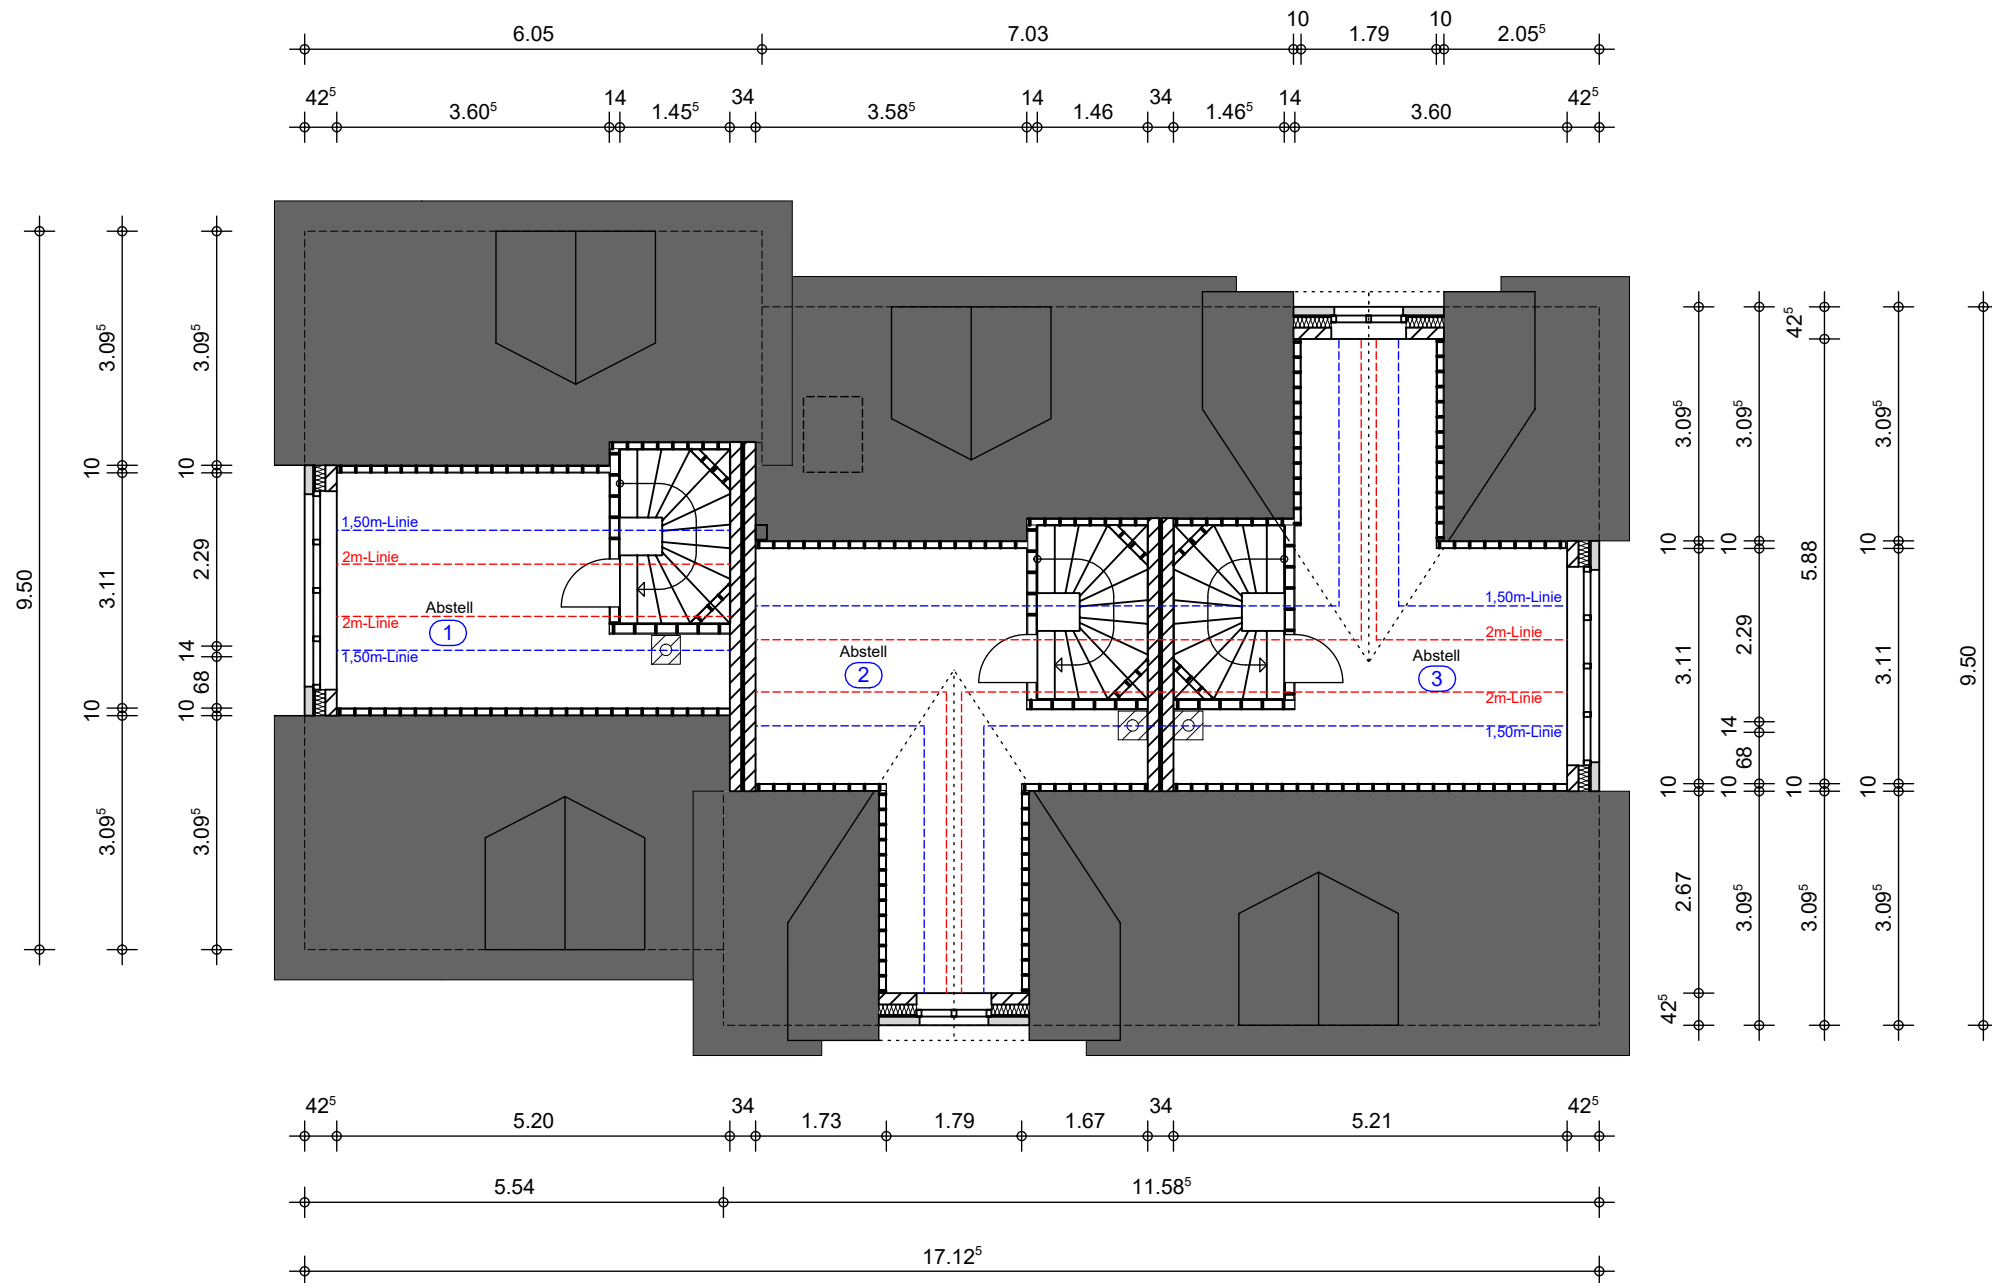 6.05 7.03 10 1.79 10 2.05⁵
42⁵ 3.60⁵ 14 1.45⁵ 34 3.58⁵ 14 1.46 34 1.46⁵ 14 3.60 42⁵
9.50
3.09⁵ 10 3.11 10 3.09⁵
3.09⁵ 10 2.29 14 68 10 3.09⁵
1,50m-Linie
2m-Linie
Abstell
1
2m-Linie
1,50m-Linie
Abstell
2
1,50m-Linie
2m-Linie
Abstell
3
2m-Linie
1,50m-Linie
3.09⁵ 10 3.11 10 2.67 42⁵
3.09⁵ 10 2.29 14 68 10 3.09⁵
42⁵ 5.88 10 3.09⁵
3.09⁵ 10 3.11 10 3.09⁵
9.50
42⁵ 5.20 34 1.73 1.79 1.67 34 5.21 42⁵
5.54 11.58⁵
17.12⁵